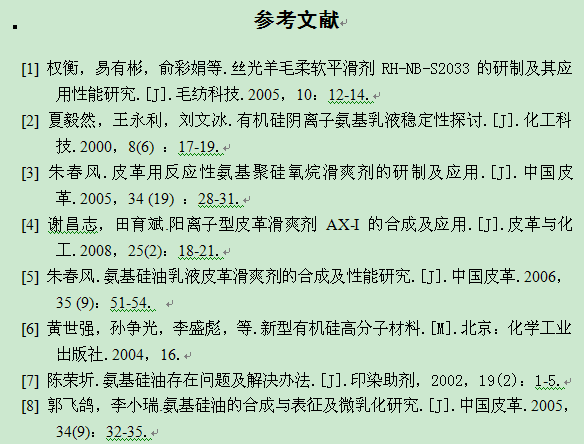 参考文献
[1] 权衡，易有彬，俞彩娟等.丝光羊毛柔软平滑剂 RH-NB-S2033 的研制及其应
用性能研究.[J].毛纺科技.2005，10：12-14.
[2] 夏毅然，王永利，刘文冰.有机硅阴离子氨基乳液稳定性探讨.[J].化工科
技.2000，8(6) ：17-19.
[3] 朱春风.皮革用反应性氨基聚硅氧烷滑爽剂的研制及应用.[J].中国皮
革.2005，34 (19) ：28-31.
[4] 谢昌志，田育斌.阳离子型皮革滑爽剂 AX-I 的合成及应用.[J].皮革与化
工.2008，25(2)：18-21.
[5] 朱春风.氨基硅油乳液皮革滑爽剂的合成及性能研究.[J].中国皮革.2006，
35 (9)：51-54.
[6] 黄世强，孙争光，李盛彪，等.新型有机硅高分子材料.[M].北京：化学工业
出版社.2004，16.
[7] 陈荣圻.氨基硅油存在问题及解决办法.[J].印染助剂，2002，19(2)：1-5.
[8] 郭飞鸽，李小瑞.氨基硅油的合成与表征及微乳化研究.[J].中国皮革.2005，
34(9)：32-35.